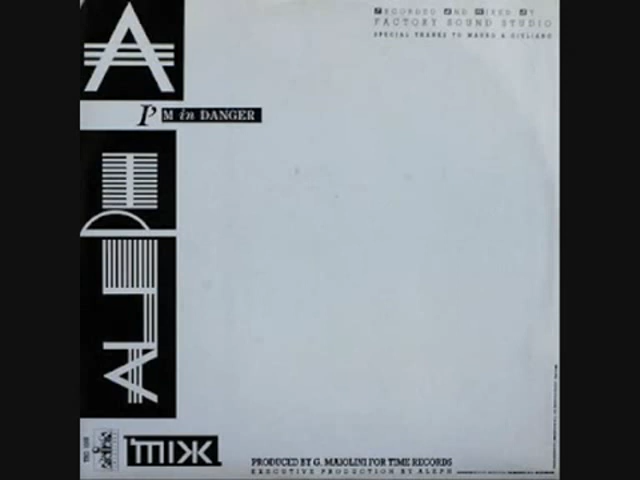 A
RECORDED AND MIXED BY
FACTORY SOUND STUDIO
SPECIAL THANKS TO MAURO & GIULIANO
I'M in DANGER
ALEPH
MIX
PRODUCED BY G. MAIOLINI FOR TIME RECORDS
EXECUTIVE PRODUCTION BY ALEPH